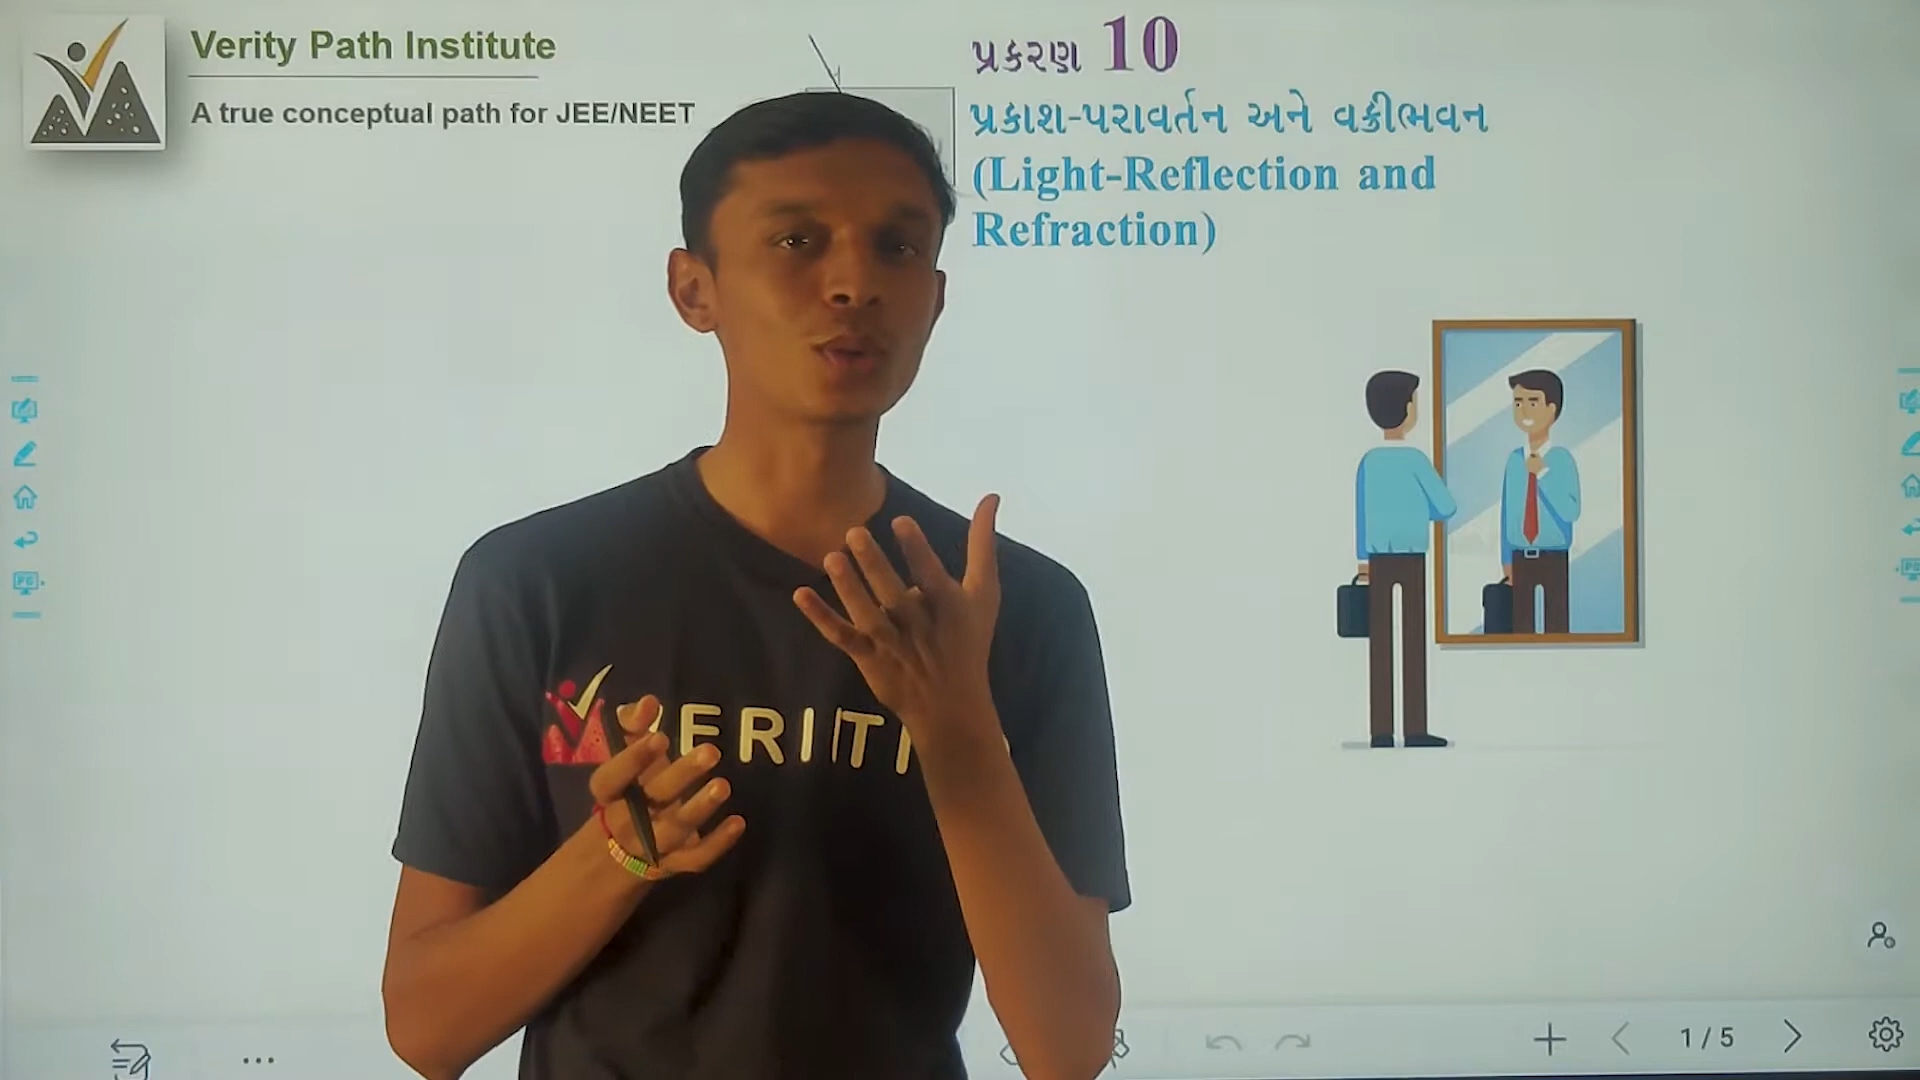 Verity Path Institute
A true conceptual path for JEE/NEET
પ્રકરણ 10
પ્રકાશ-પરાવર્તન અને વક્રીભવન
(Light-Reflection and
Refraction)
1 / 5